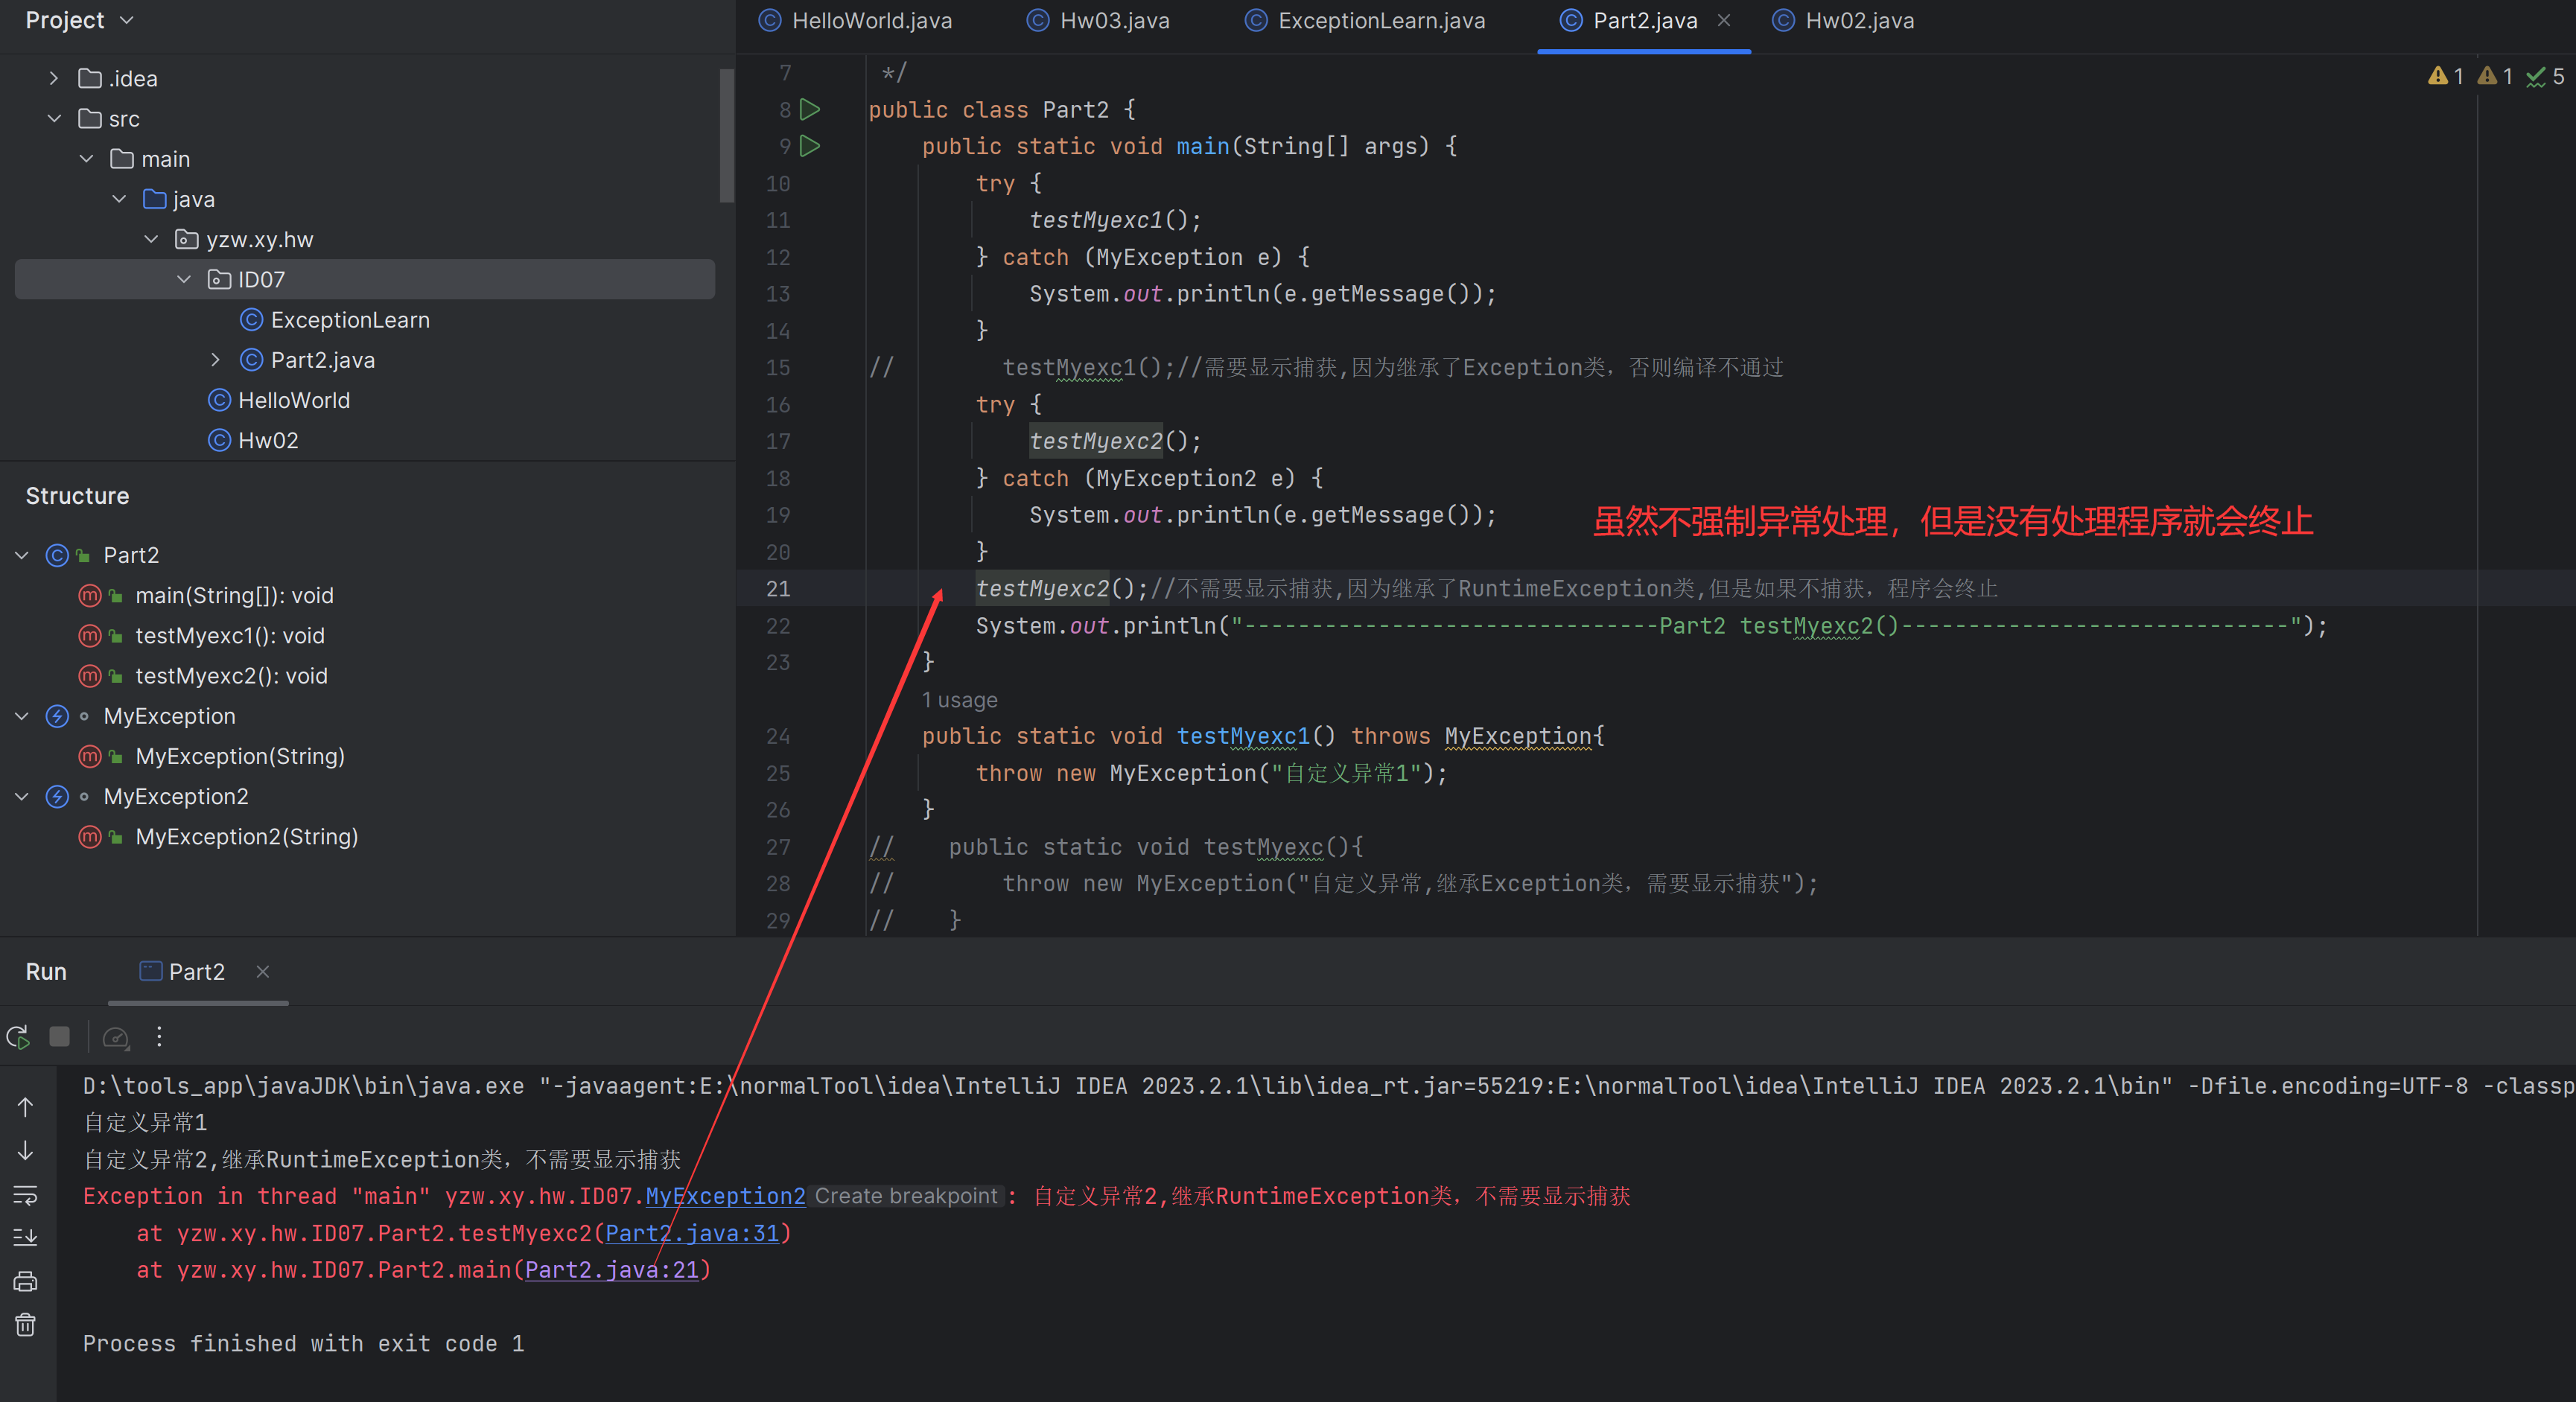 Project
.idea
src
main
java
yzw.xy.hw
ID07
ExceptionLearn
Part2.java
HelloWorld
Hw02
Structure
Part2
main(String[]): void
testMyexc1(): void
testMyexc2(): void
MyException
MyException(String)
MyException2
MyException2(String)
HelloWorld.java Hw03.java ExceptionLearn.java Part2.java Hw02.java
1 1 5
7 */
8 public class Part2 {
9 public static void main(String[] args) {
10 try {
11 testMyexc1();
12 } catch (MyException e) {
13 System.out.println(e.getMessage());
14 }
15 // testMyexc1();//需要显示捕获,因为继承了Exception类，否则编译不通过
16 try {
17 testMyexc2();
18 } catch (MyException2 e) {
19 System.out.println(e.getMessage());
虽然不强制异常处理，但是没有处理程序就会终止
20 }
21 testMyexc2();//不需要显示捕获,因为继承了RuntimeException类,但是如果不捕获，程序会终止
22 System.out.println("-------------------------------Part2 testMyexc2()-----------------------------");
23 }
1 usage
24 public static void testMyexc1() throws MyException{
25 throw new MyException("自定义异常1");
26 }
27 // public static void testMyexc(){
28 // throw new MyException("自定义异常,继承Exception类，需要显示捕获");
29 // }
Run Part2
D:\tools_app\javaJDK\bin\java.exe "-javaagent:E:\normalTool\idea\IntelliJ IDEA 2023.2.1\lib\idea_rt.jar=55219:E:\normalTool\idea\IntelliJ IDEA 2023.2.1\bin" -Dfile.encoding=UTF-8 -classp
自定义异常1
自定义异常2,继承RuntimeException类，不需要显示捕获
Exception in thread "main" yzw.xy.hw.ID07.MyException2 Create breakpoint : 自定义异常2,继承RuntimeException类，不需要显示捕获
at yzw.xy.hw.ID07.Part2.testMyexc2(Part2.java:31)
at yzw.xy.hw.ID07.Part2.main(Part2.java:21)
Process finished with exit code 1